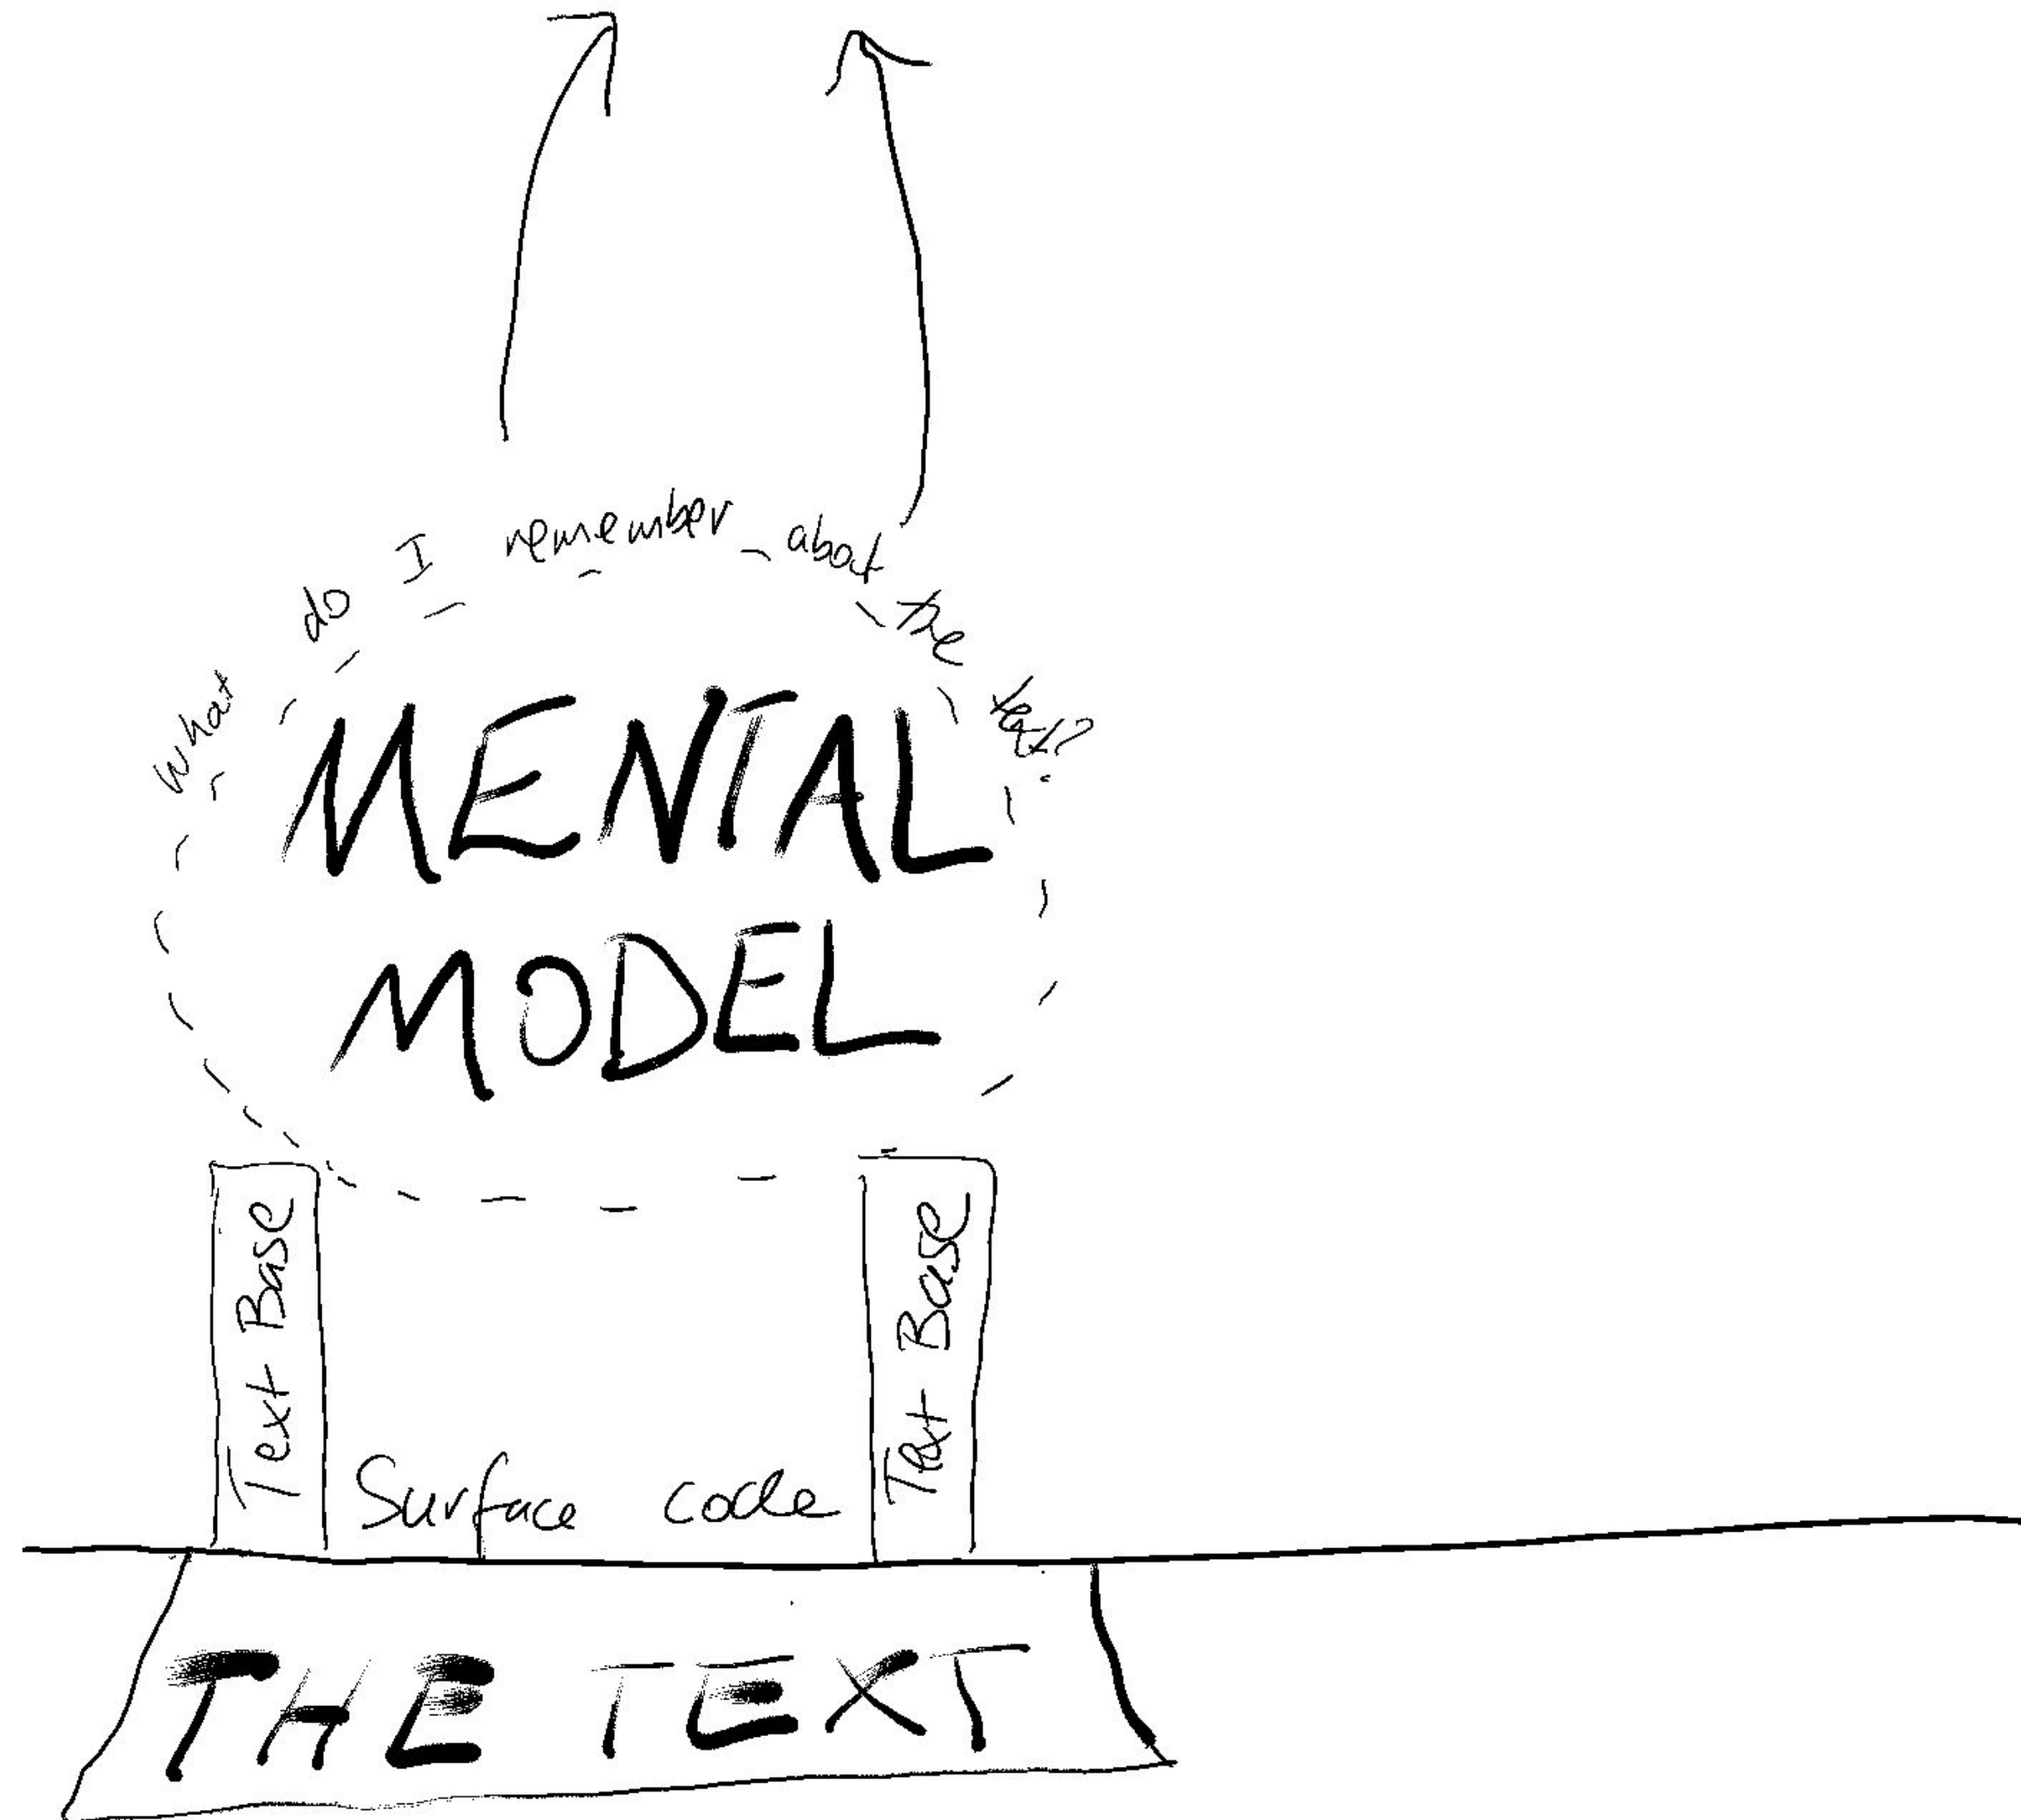 What do I remember about the text?
MENTAL
MODEL
Text Base
Text Base
Surface code
THE TEXT